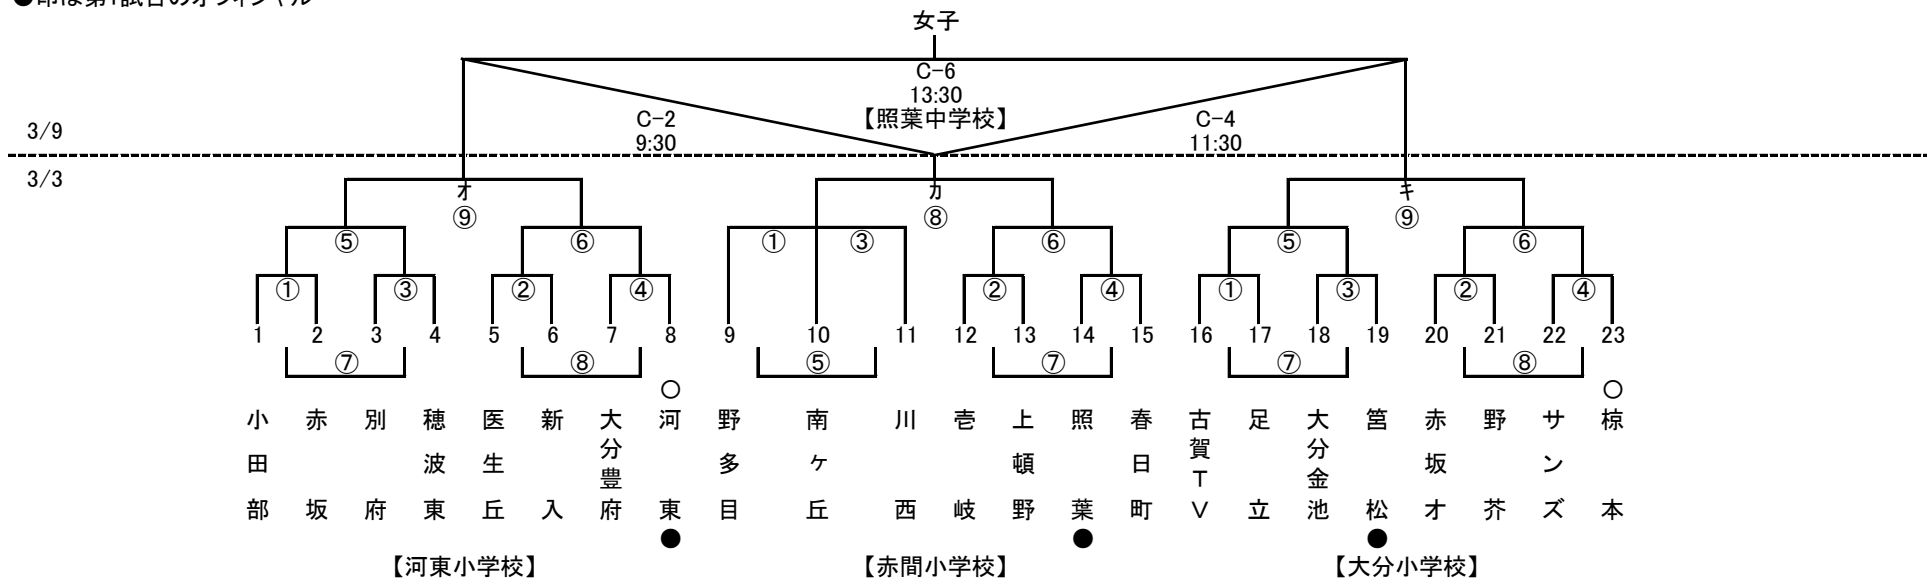 ●印は第1試合のオフィシャル
女子
C-6
13:30
【照葉中学校】
C-2
9:30
C-4
11:30
3/9
3/3
オ
⑨
カ
⑧
キ
⑨
⑤ ⑥ ① ③ ⑥ ⑤ ⑥
① ③ ② ④ ② ④ ① ③ ② ④
1 2 3 4 5 6 7 8 9 10 11 12 13 14 15 16 17 18 19 20 21 22 23
⑦ ⑧ ⑤ ⑦ ⑦ ⑧
○ ○
小田部
赤坂
別府
穂波東
医生丘
新入
大分豊府
河東
野多目
南ケ丘
川西
壱岐
上頓野
照葉
春日町
古賀TV
足立
大分金池
筥松
赤坂オ
野芥
サンズ
椋本
● ● ●
【河東小学校】
【赤間小学校】
【大分小学校】